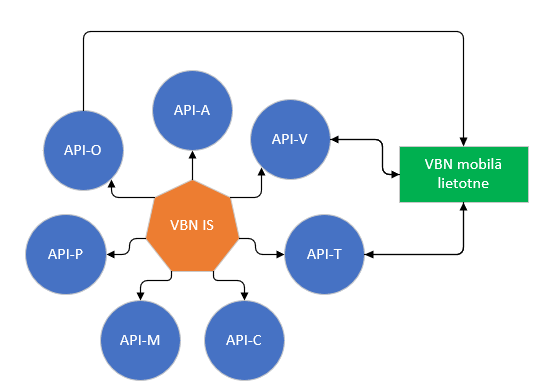 API-A
API-V
API-O
VBN mobilā
lietotne
VBN IS
API-P
API-T
API-M
API-C